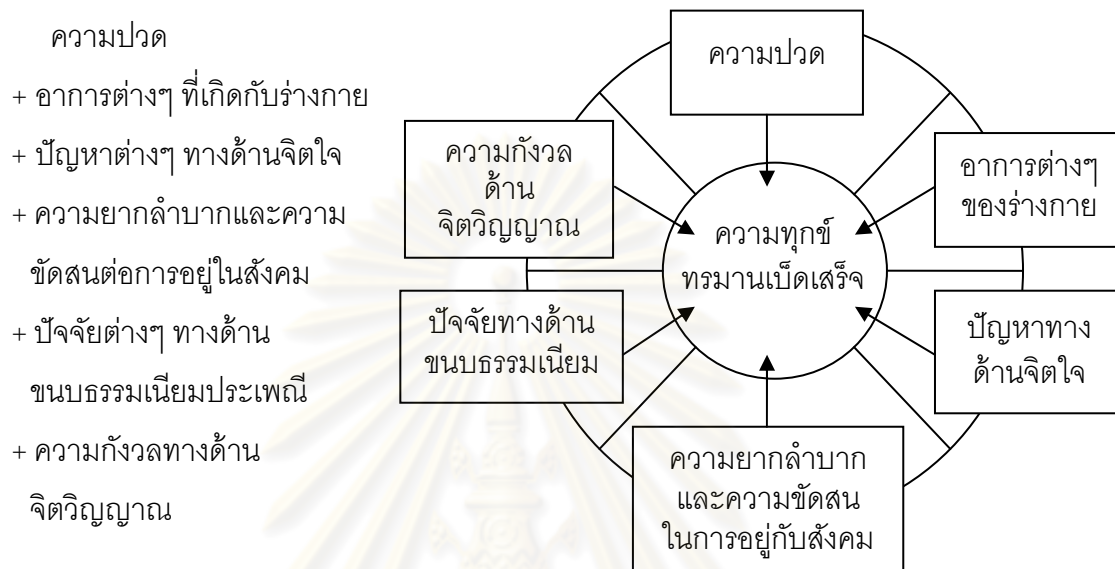 ความปวด
+ อาการต่างๆ ที่เกิดกับร่างกาย
+ ปัญหาต่างๆ ทางด้านจิตใจ
+ ความยากลำบากและความ
ขัดสนต่อการอยู่ในสังคม
+ ปัจจัยต่างๆ ทางด้าน
ขนบธรรมเนียมประเพณี
+ ความกังวลทางด้าน
จิตวิญญาณ
ความปวด
อาการต่างๆ
ของร่างกาย
ปัญหาทาง
ด้านจิตใจ
ความยากลำบาก
และความขัดสน
ในการอยู่กับสังคม
ปัจจัยทางด้าน
ขนบธรรมเนียม
ความกังวล
ด้าน
จิตวิญญาณ
ความทุกข์
ทรมานเบ็ดเสร็จ